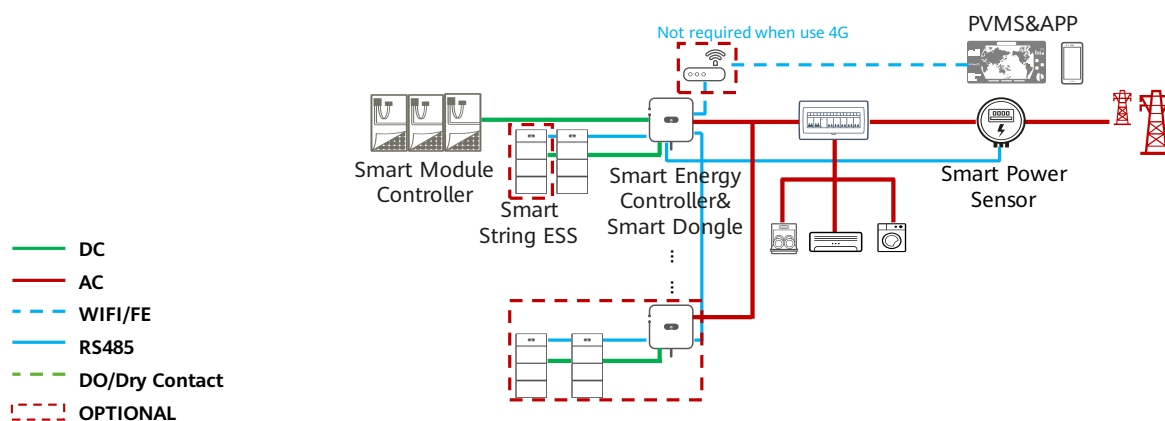 PVMS&APP
Not required when use 4G
Smart Module
Controller
Smart
String ESS
Smart Energy
Controller&
Smart Dongle
Smart Power
Sensor
DC
AC
WIFI/FE
RS485
DO/Dry Contact
OPTIONAL